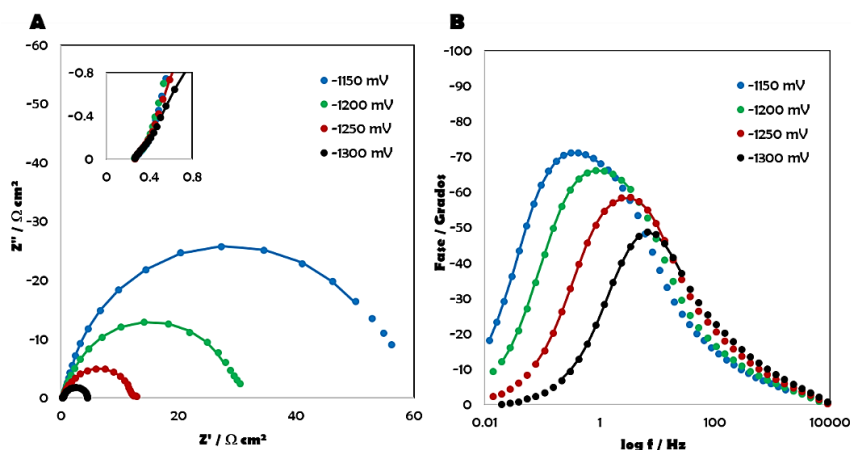 A
-60
-50
-40
-30
-20
-10
0
Z'' / Ω cm²
-0.8
-0.4
0
0 0.4 0.8
-1150 mV
-1200 mV
-1250 mV
-1300 mV
0 20 40 60
Z' / Ω cm²
B
-100
-90
-80
-70
-60
-50
-40
-30
-20
-10
0
Fase / Grados
-1150 mV
-1200 mV
-1250 mV
-1300 mV
0.01 1 100 10000
log f / Hz